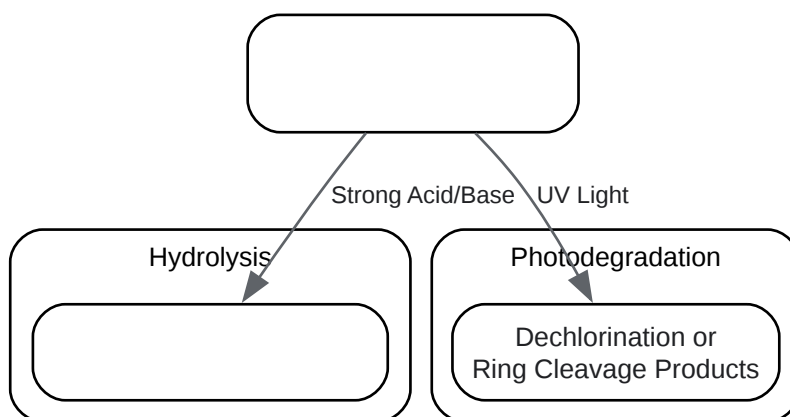 Strong Acid/Base
UV Light
Hydrolysis
Photodegradation
Dechlorination or
Ring Cleavage Products